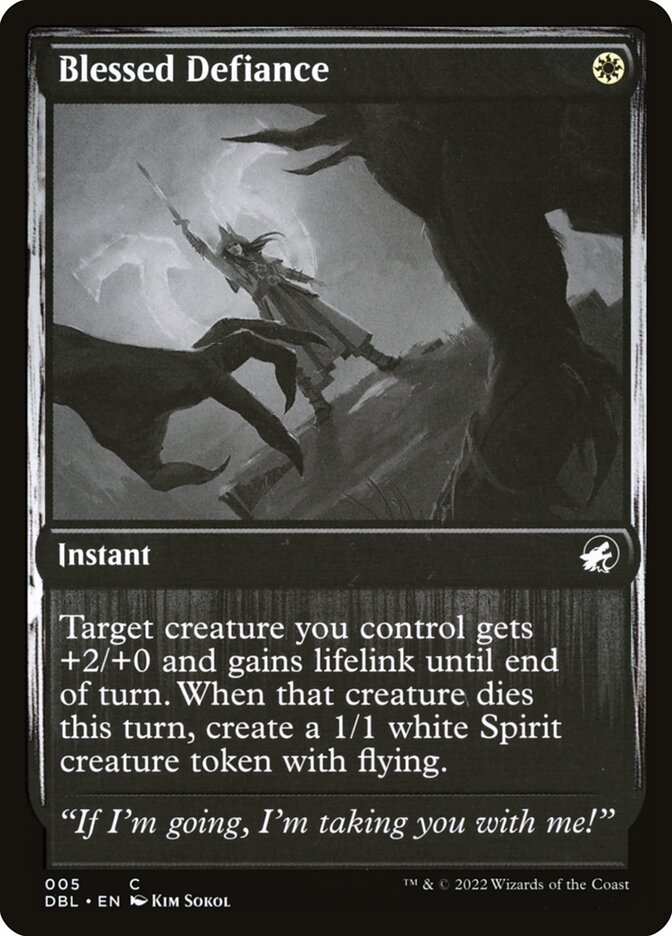 Blessed Defiance
Instant
Target creature you control gets
+2/+0 and gains lifelink until end
of turn. When that creature dies
this turn, create a 1/1 white Spirit
creature token with flying.
“If I’m going, I’m taking you with me!”
005 C
DBL • EN Kim Sokol
™ & © 2022 Wizards of the Coast